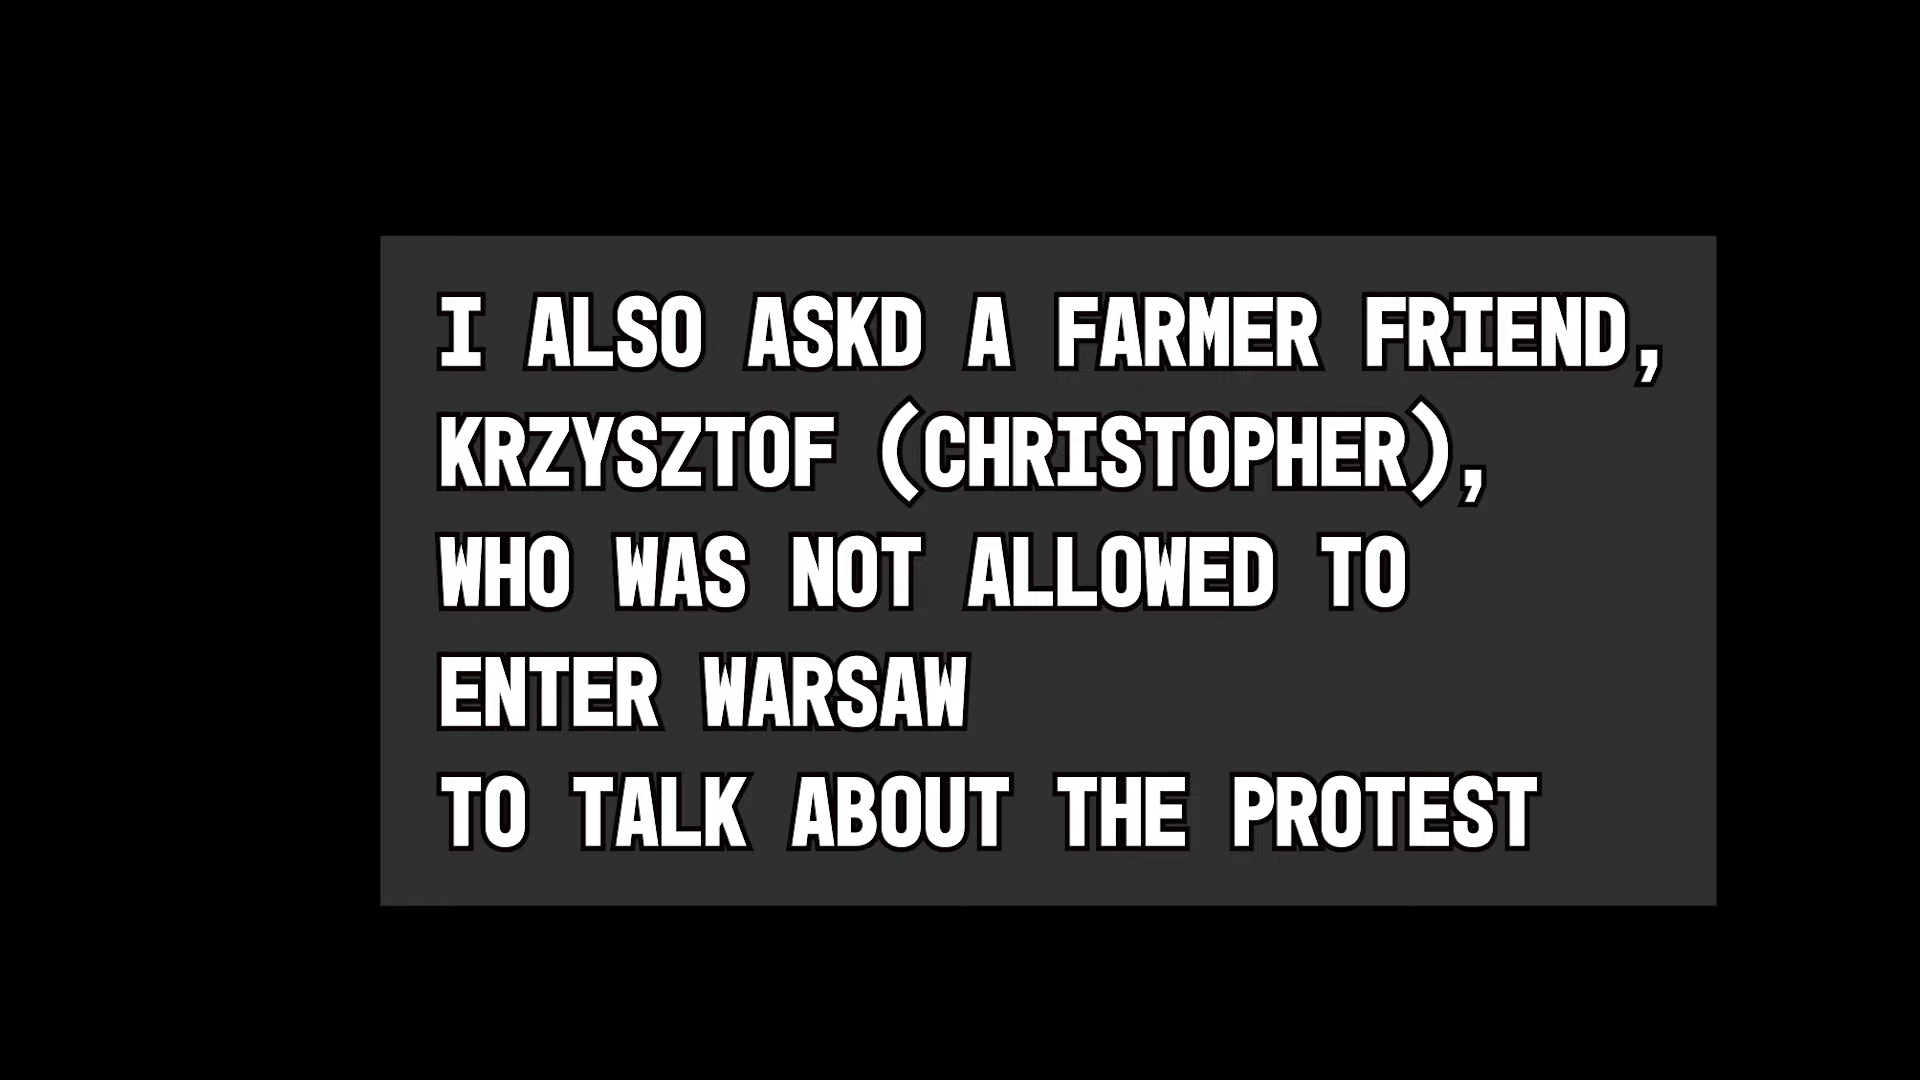 I ALSO ASKD A FARMER FRIEND,
KRZYSZTOF (CHRISTOPHER),
WHO WAS NOT ALLOWED TO
ENTER WARSAW
TO TALK ABOUT THE PROTEST